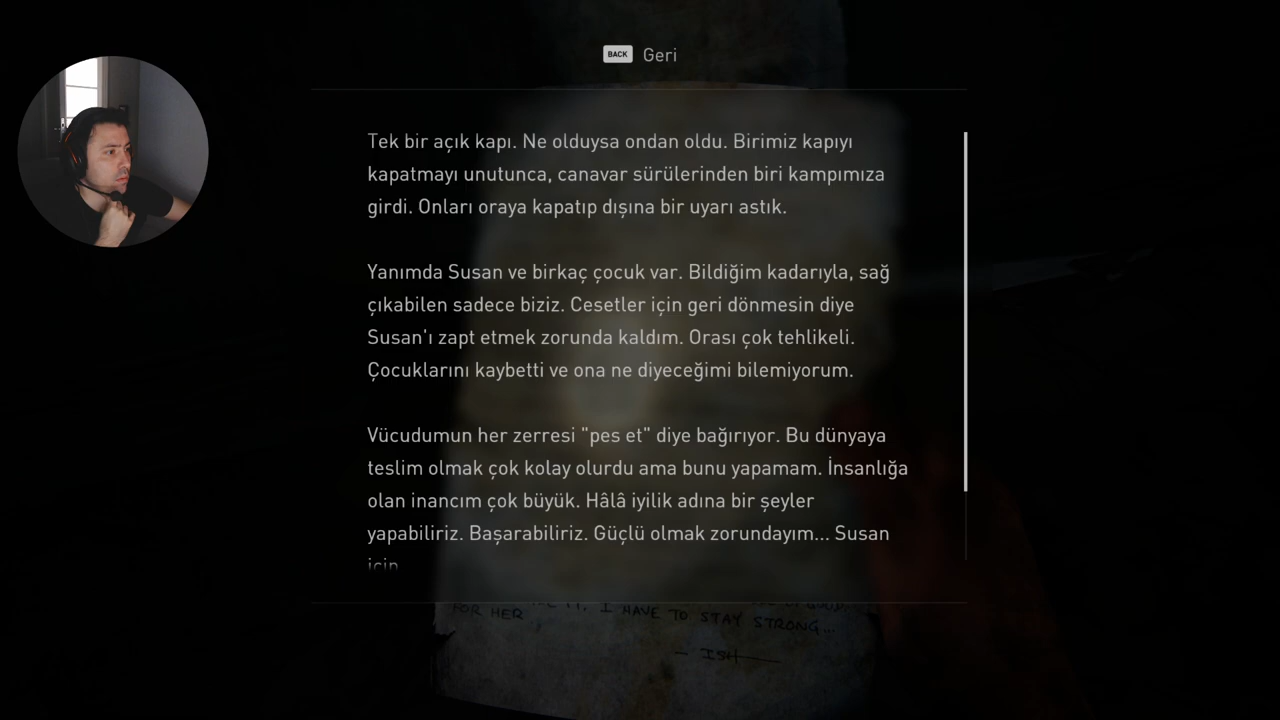 BACK Geri
Tek bir açık kapı. Ne olduysa ondan oldu. Birimiz kapıyı
kapatmayı unutunca, canavar sürülerinden biri kampımıza
girdi. Onları oraya kapatıp dışına bir uyarı astık.
Yanımda Susan ve birkaç çocuk var. Bildiğim kadarıyla, sağ
çıkabilen sadece biziz. Cesetler için geri dönmesin diye
Susan'ı zapt etmek zorunda kaldım. Orası çok tehlikeli.
Çocuklarını kaybetti ve ona ne diyeceğimi bilemiyorum.
Vücudumun her zerresi "pes et" diye bağırıyor. Bu dünyaya
teslim olmak çok kolay olurdu ama bunu yapamam. İnsanlığa
olan inancım çok büyük. Hâlâ iyilik adına bir şeyler
yapabiliriz. Başarabiliriz. Güçlü olmak zorundayım... Susan
için
IT. I HAVE TO STAY STRONG...
FOR HER
- ISH